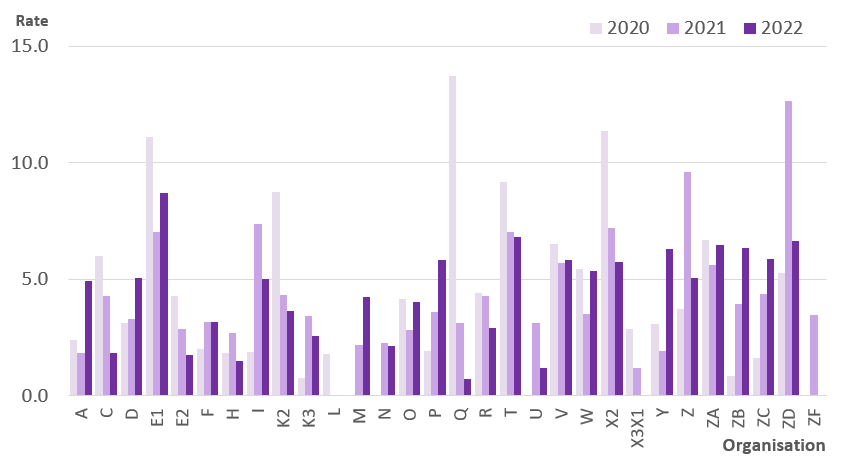 Rate
2020 2021 2022
15.0
10.0
5.0
0.0
A C D E1 E2 F H I K2 K3 L M N O P Q R T U V W X2 X3X1 Y Z ZA ZB ZC ZD ZF
Organisation